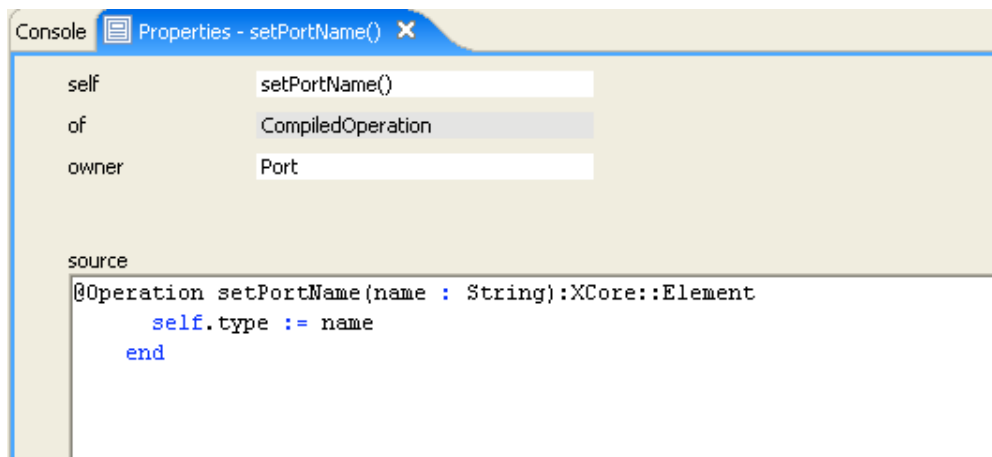 Console Properties - setPortName()
self setPortName()
of CompiledOperation
owner Port
source
@Operation setPortName(name : String):XCore::Element
self.type := name
end